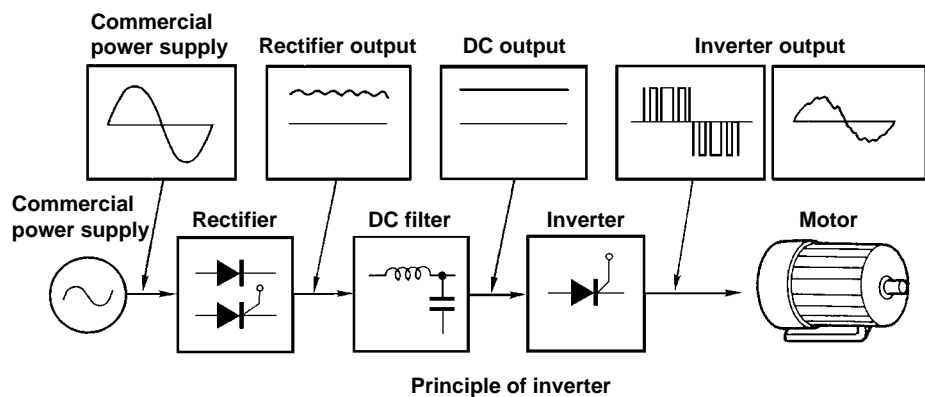 Commercial
power supply
Rectifier output
DC output
Inverter output
Commercial
power supply
Rectifier
DC filter
Inverter
Motor
Principle of inverter